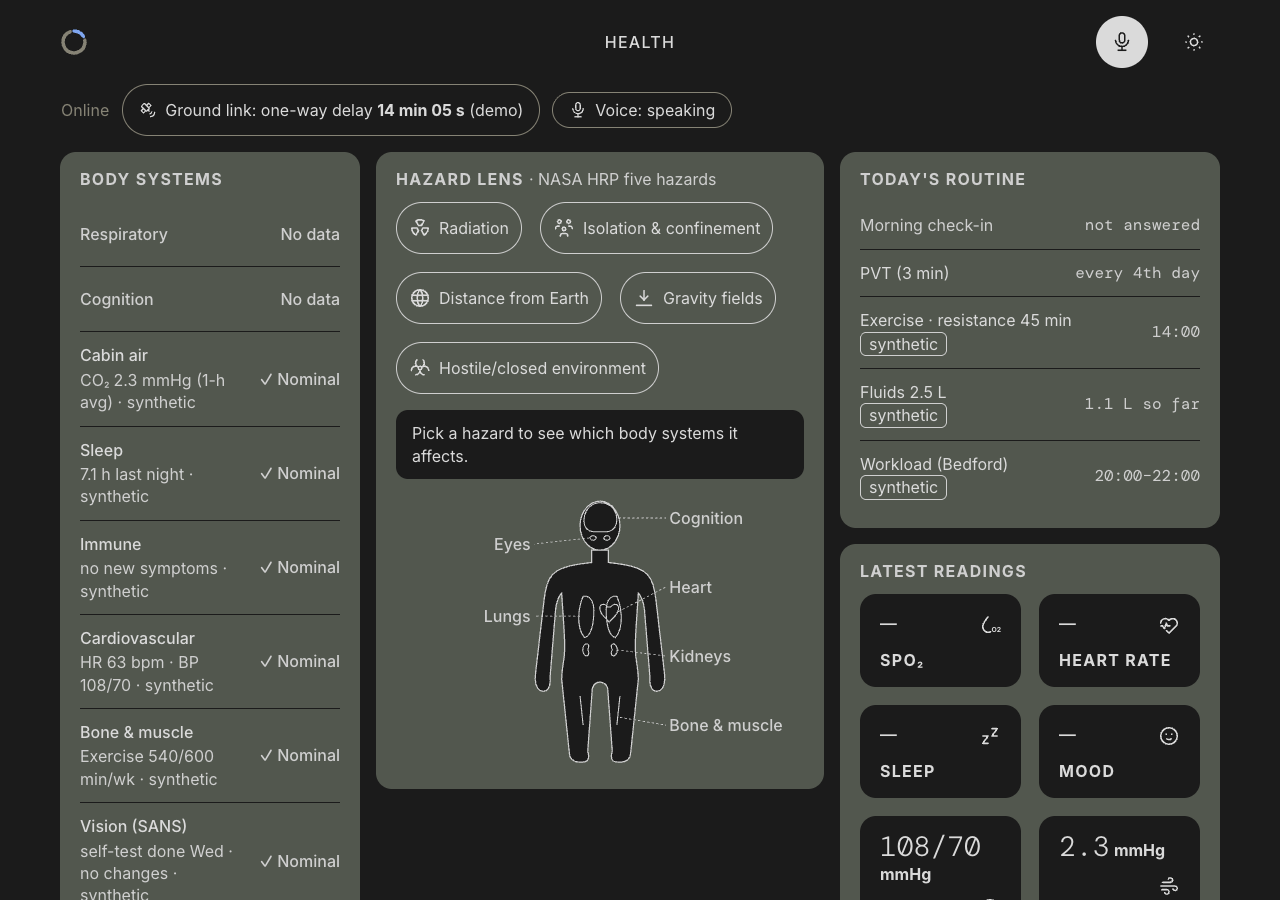 HEALTH
Online
Ground link: one-way delay 14 min 05 s (demo)
Voice: speaking
BODY SYSTEMS
Respiratory No data
Cognition No data
Cabin air
CO₂ 2.3 mmHg (1-h
avg) · synthetic
✓ Nominal
Sleep
7.1 h last night ·
synthetic
✓ Nominal
Immune
no new symptoms ·
synthetic
✓ Nominal
Cardiovascular
HR 63 bpm · BP
108/70 · synthetic
✓ Nominal
Bone & muscle
Exercise 540/600
min/wk · synthetic
✓ Nominal
Vision (SANS)
self-test done Wed ·
no changes ·
synthetic
✓ Nominal
HAZARD LENS · NASA HRP five hazards
Radiation
Isolation & confinement
Distance from Earth
Gravity fields
Hostile/closed environment
Pick a hazard to see which body systems it
affects.
Cognition
Eyes
Heart
Lungs
Kidneys
Bone & muscle
TODAY'S ROUTINE
Morning check-in not answered
PVT (3 min) every 4th day
Exercise · resistance 45 min
synthetic
14:00
Fluids 2.5 L
synthetic
1.1 L so far
Workload (Bedford)
synthetic
20:00–22:00
LATEST READINGS
—
O2
SPO₂
—
HEART RATE
—
zZ
SLEEP
—
MOOD
108/70
mmHg
2.3 mmHg